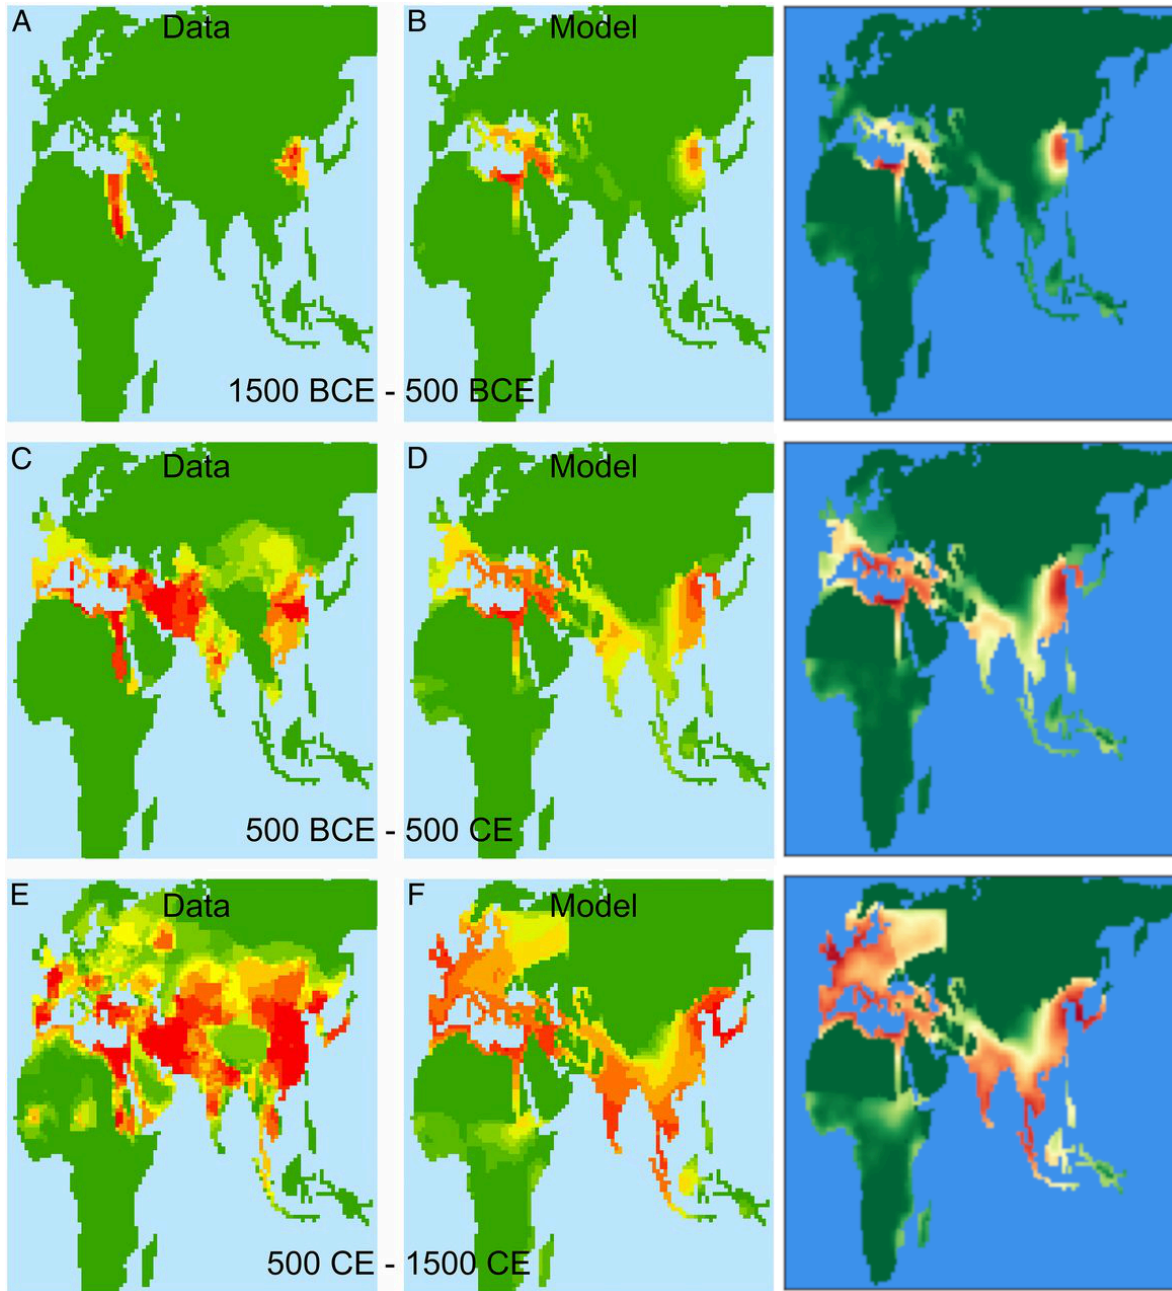 A Data B Model
1500 BCE - 500 BCE
C Data D Model
500 BCE - 500 CE
E Data F Model
500 CE - 1500 CE